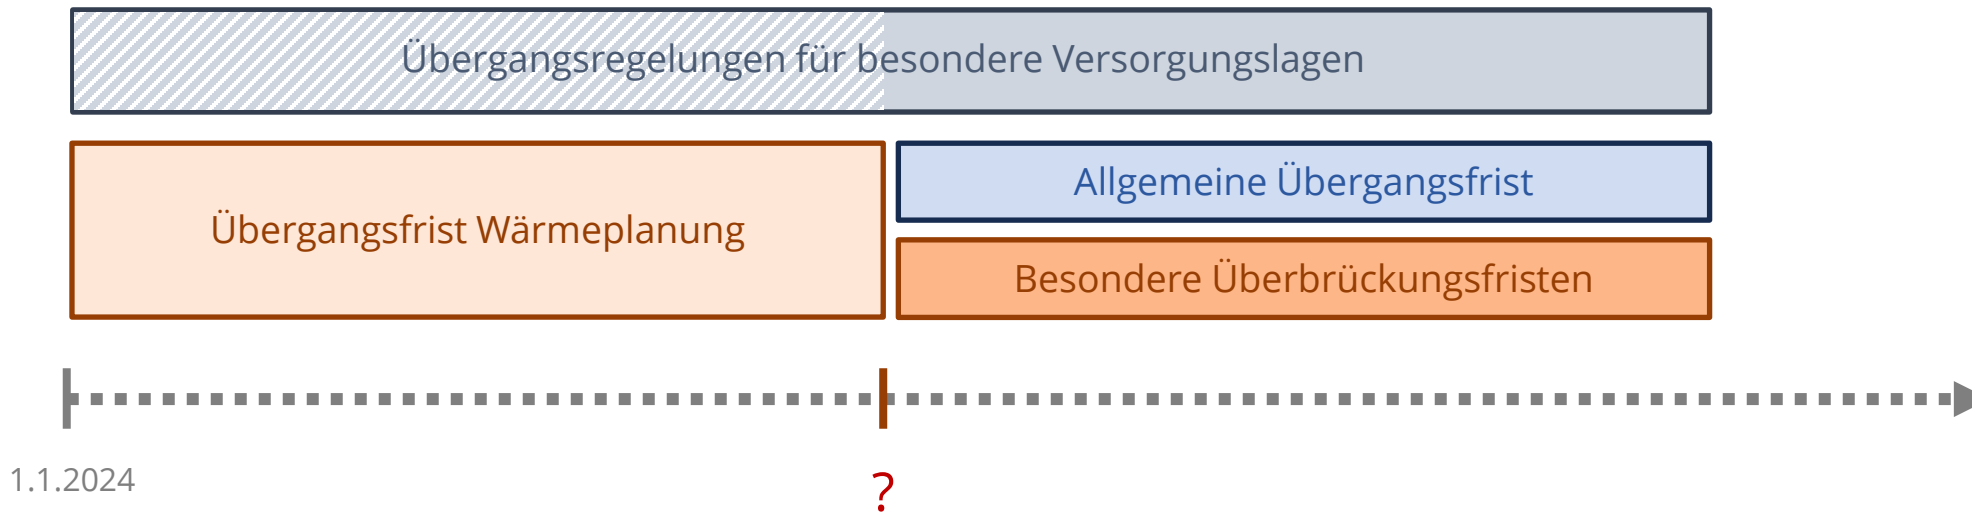 Übergangsregelungen für besondere Versorgungslagen
Übergangsfrist Wärmeplanung
Allgemeine Übergangsfrist
Besondere Überbrückungsfristen
1.1.2024
?